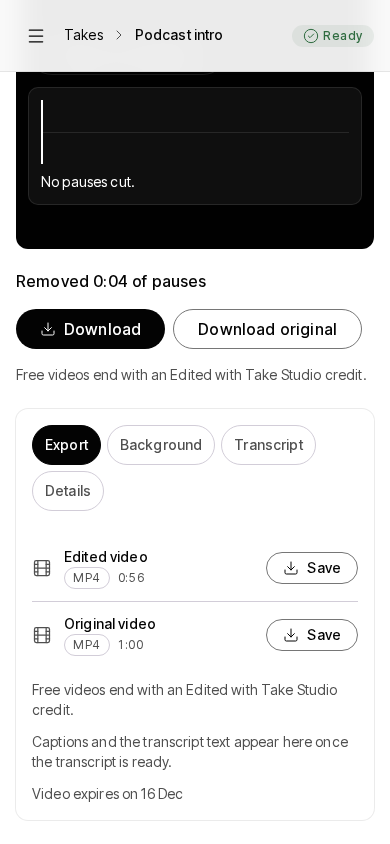 Takes
Podcast intro
Ready
No pauses cut.
Removed 0:04 of pauses
Download
Download original
Free videos end with an Edited with Take Studio credit.
Export
Background
Transcript
Details
Edited video
MP4 0:56
Save
Original video
MP4 1:00
Save
Free videos end with an Edited with Take Studio
credit.
Captions and the transcript text appear here once
the transcript is ready.
Video expires on 16 Dec